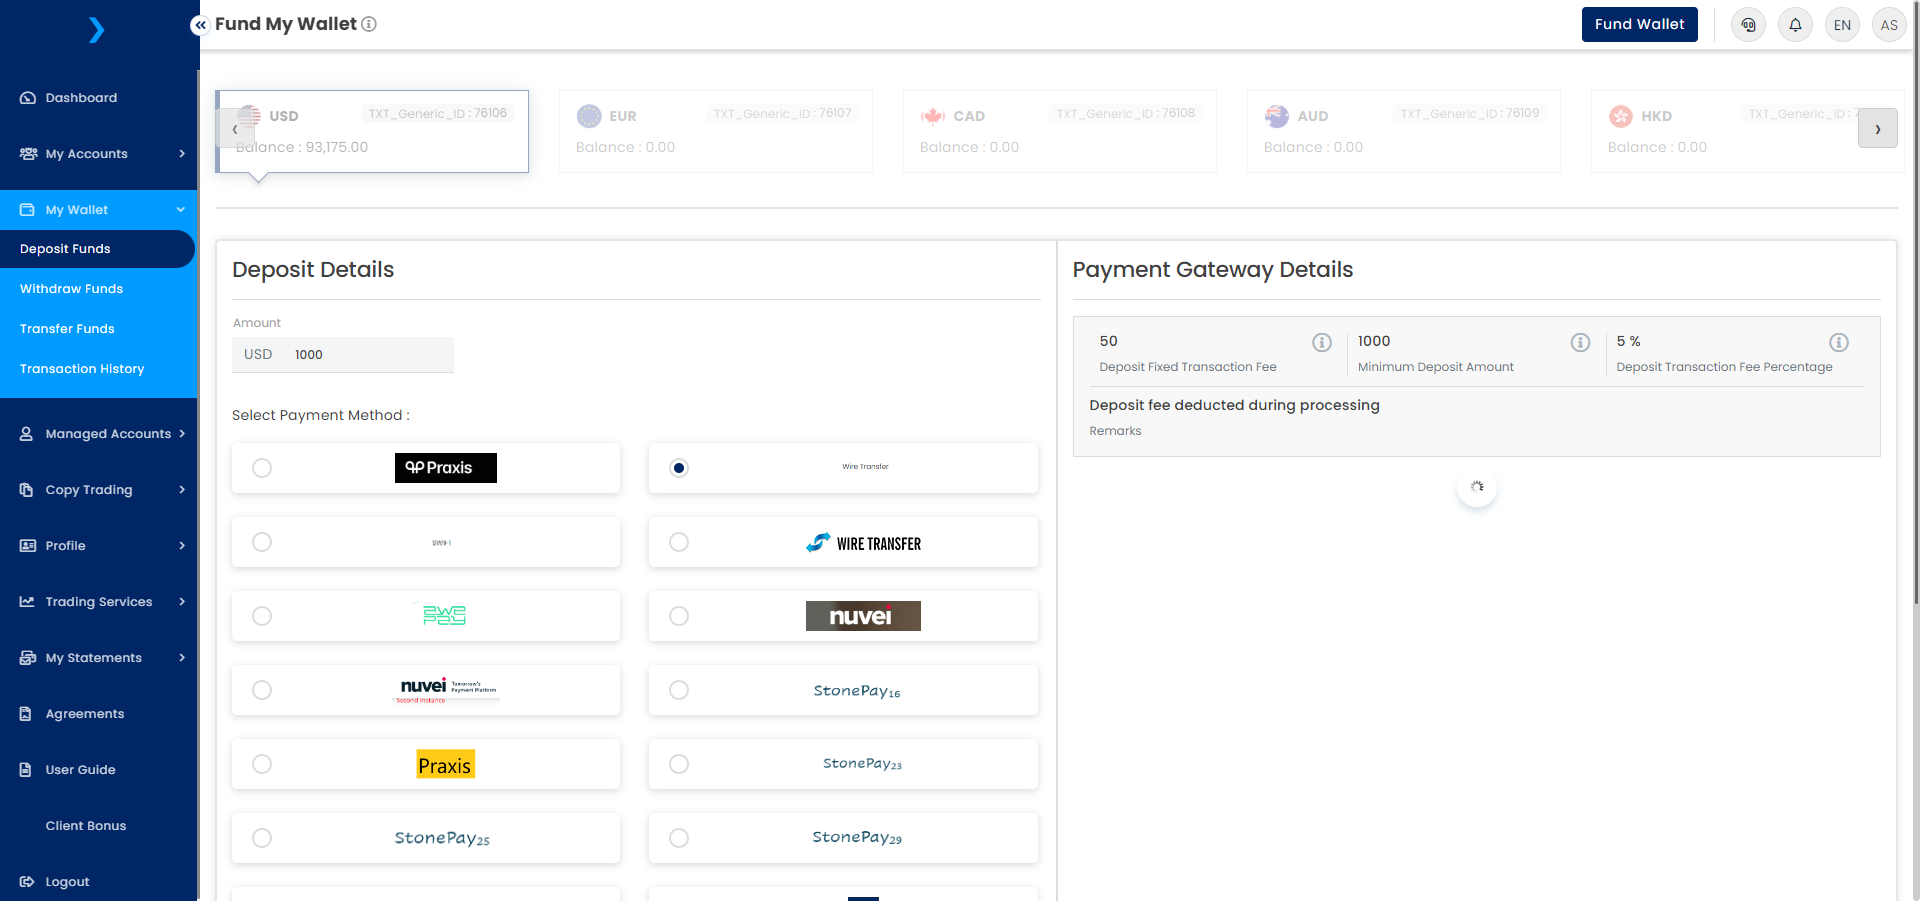 Fund My Wallet
Fund Wallet
EN
AS
Dashboard
My Accounts
My Wallet
Deposit Funds
Withdraw Funds
Transfer Funds
Transaction History
Managed Accounts
Copy Trading
Profile
Trading Services
My Statements
Agreements
User Guide
Client Bonus
Logout
USD
TXT_Generic_ID : 76106
Balance : 93,175.00
EUR
TXT_Generic_ID : 76107
Balance : 0.00
CAD
TXT_Generic_ID : 76108
Balance : 0.00
AUD
TXT_Generic_ID : 76109
Balance : 0.00
HKD
TXT_Generic_ID : 7
Balance : 0.00
Deposit Details
Amount
USD 1000
Select Payment Method :
Praxis
Wire Transfer
WIRE TRANSFER
nuvei
nuvei Tomorrow's
Payment Platform
Second Instance
StonePay16
Praxis
StonePay23
StonePay25
StonePay29
Payment Gateway Details
50
Deposit Fixed Transaction Fee
1000
Minimum Deposit Amount
5 %
Deposit Transaction Fee Percentage
Deposit fee deducted during processing
Remarks